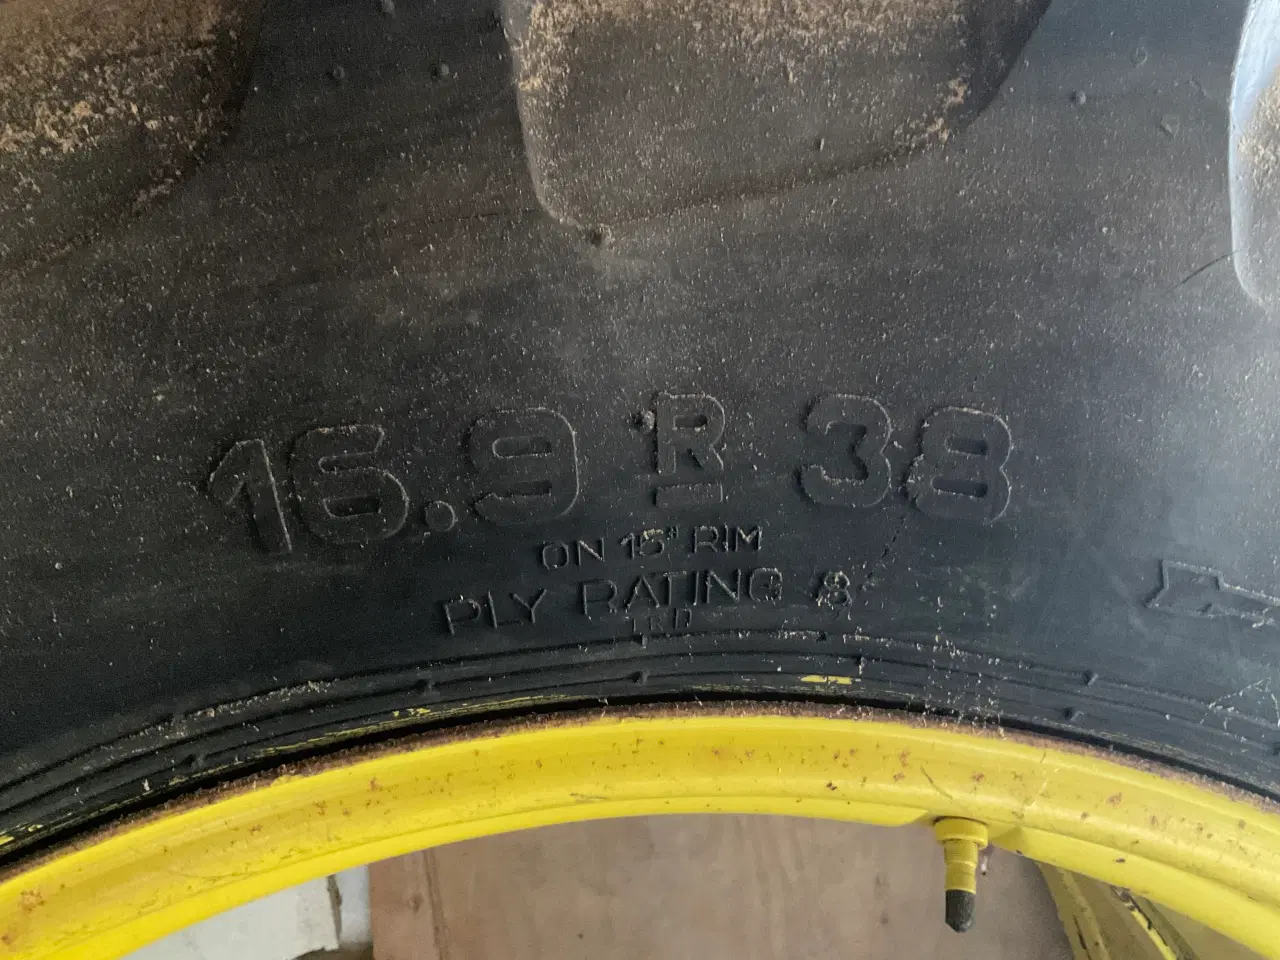 16.9 R 38
ON 15" RIM
PLY RATING 8